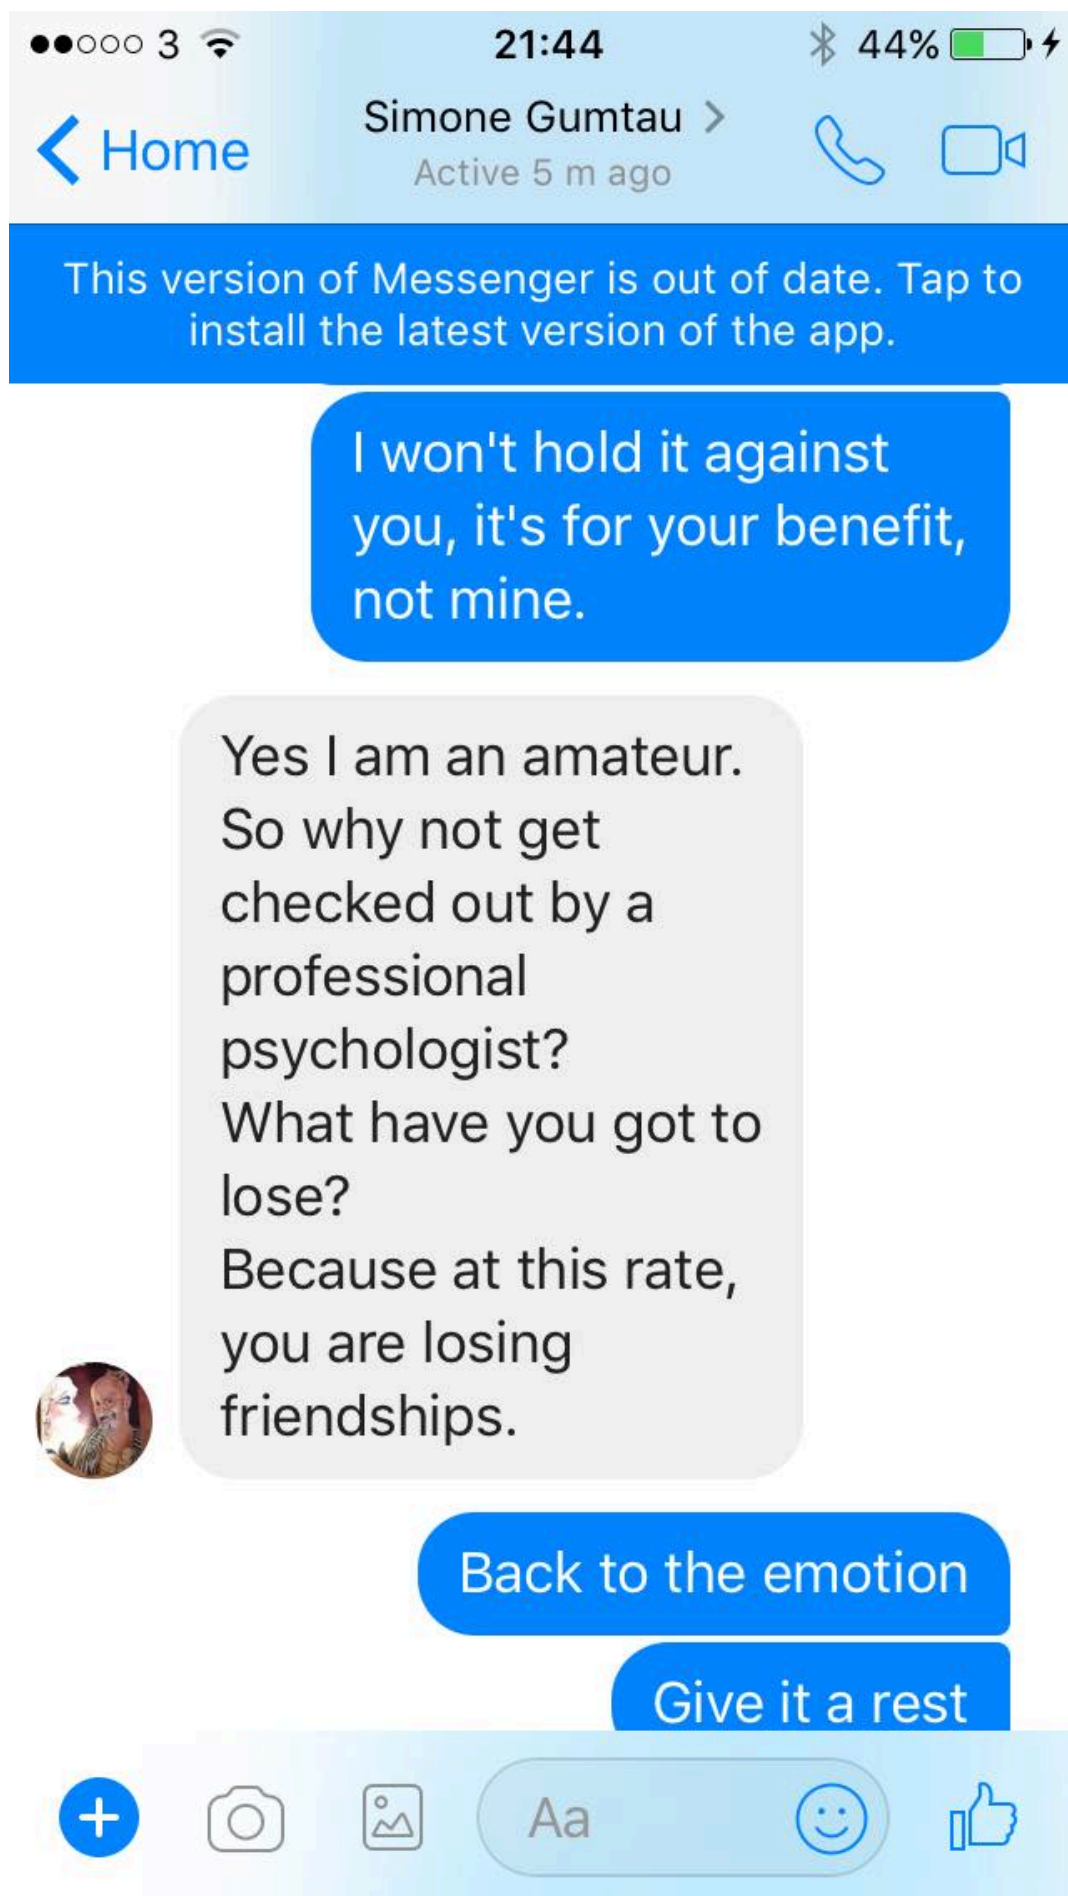 3 21:44 44%
Home Simone Gumtau
Active 5 m ago
This version of Messenger is out of date. Tap to
install the latest version of the app.
I won't hold it against
you, it's for your benefit,
not mine.
Yes I am an amateur.
So why not get
checked out by a
professional
psychologist?
What have you got to
lose?
Because at this rate,
you are losing
friendships.
Back to the emotion
Give it a rest
Aa